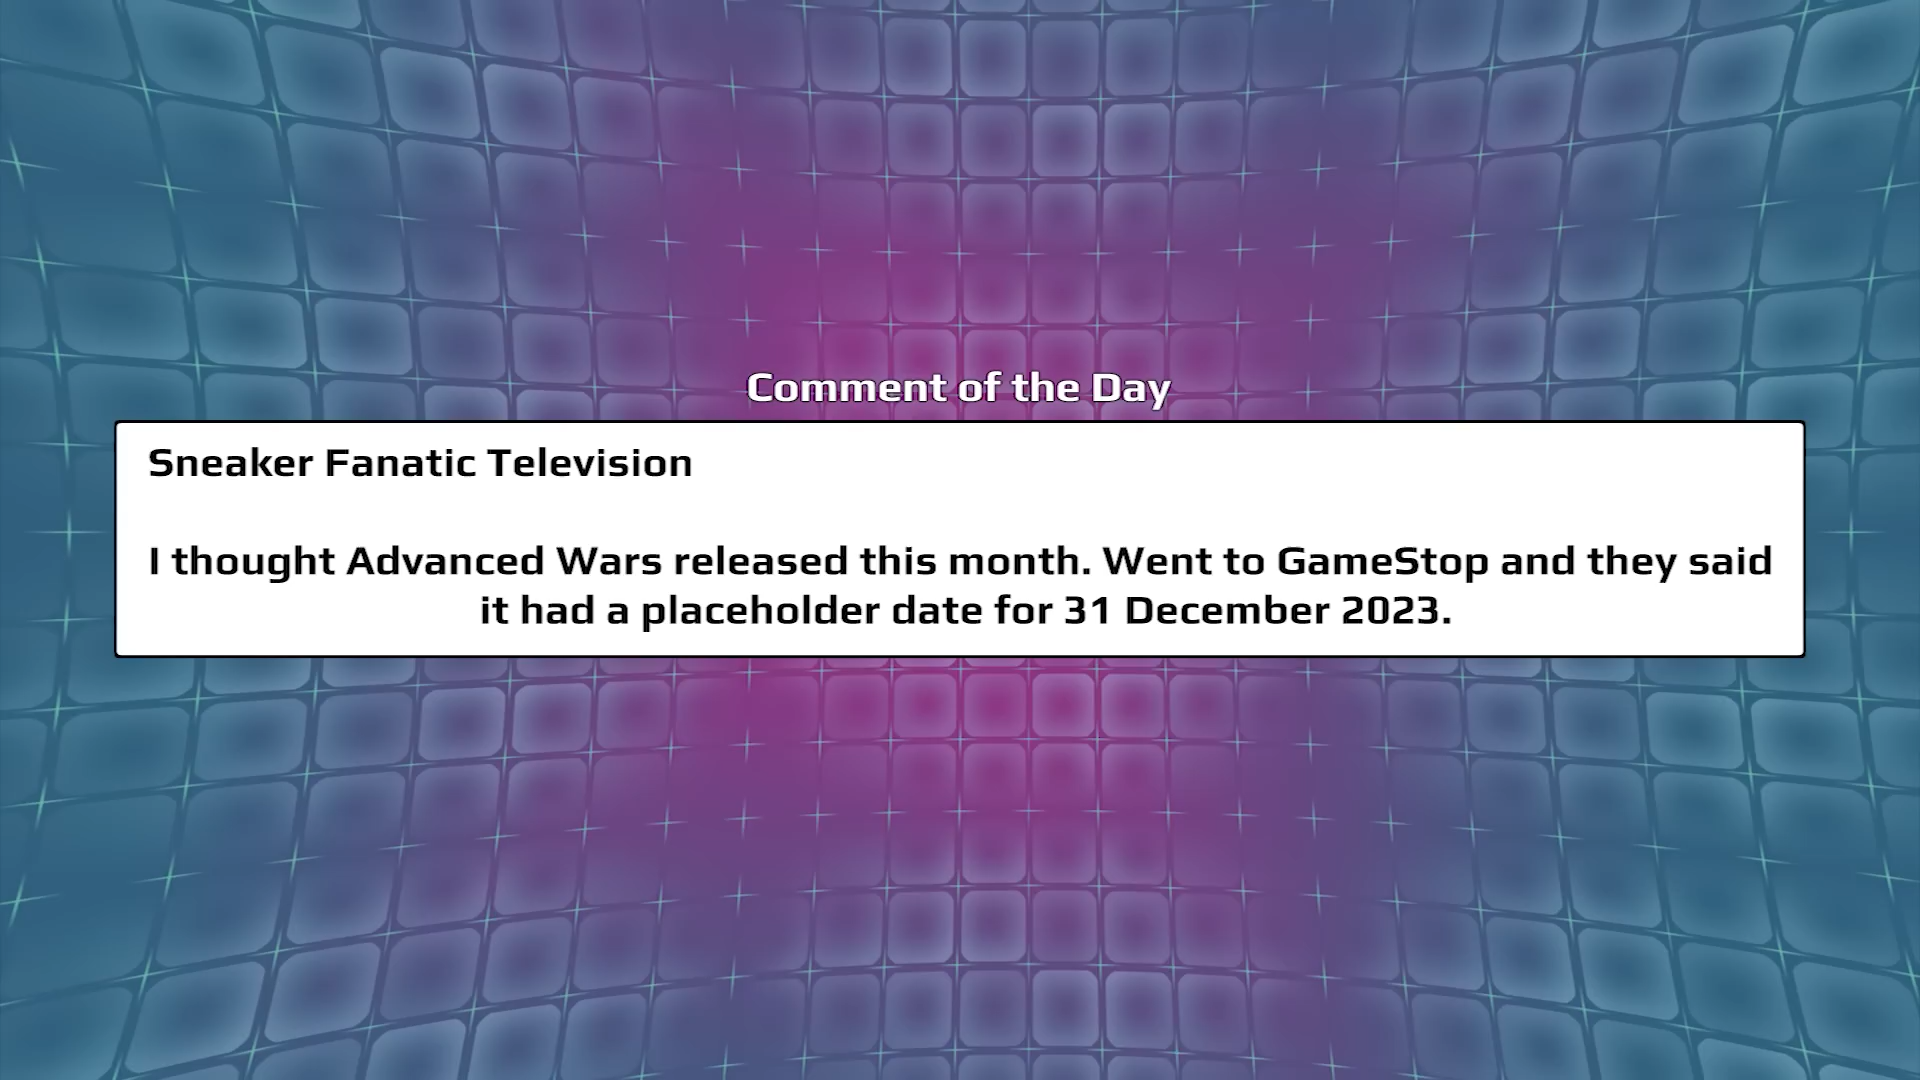 Comment of the Day
Sneaker Fanatic Television
I thought Advanced Wars released this month. Went to GameStop and they said
it had a placeholder date for 31 December 2023.